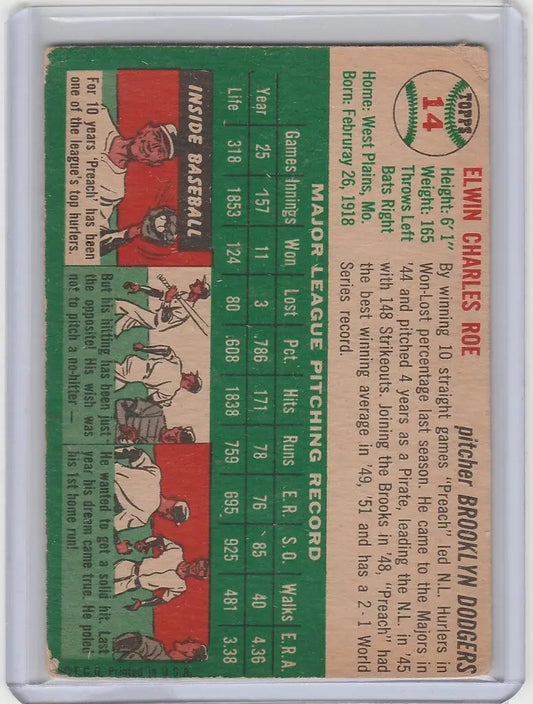 TOPPS
14
ELWIN CHARLES ROE
pitcher BROOKLYN DODGERS
Height: 6' 1"
Weight: 165
Throws Left
Bats Right
Home: West Plains, Mo.
Born: Februray 26, 1918
By winning 10 straight games "Preach" led N.L. Hurlers in
Won-Lost percentage last season. He came to the Majors in
'44 and pitched 4 years as a Pirate, leading the N.L. in '45
with 148 Strikeouts. Joining the Brooks in '48, "Preach" had
the best winning average in '49, '51 and has a 2-1 World
Series record.
MAJOR LEAGUE PITCHING RECORD
Games Innings Won Lost Pct. Hits Runs E.R. S.O. Walks E.R.A.
Year 25 157 11 3 .786 171 78 76 85 40 4.36
Life 318 1853 124 80 .608 1838 759 695 925 481 3.38
INSIDE BASEBALL
For 10 years 'Preach' has been
one of the league's top hurlers.
But his hitting has been just
the opposite! His wish was
not to pitch a no-hitter —
He wanted to get a solid hit. Last
year his dream came true. He poled
his 1st home run!
T.C.G. Printed in U.S.A.